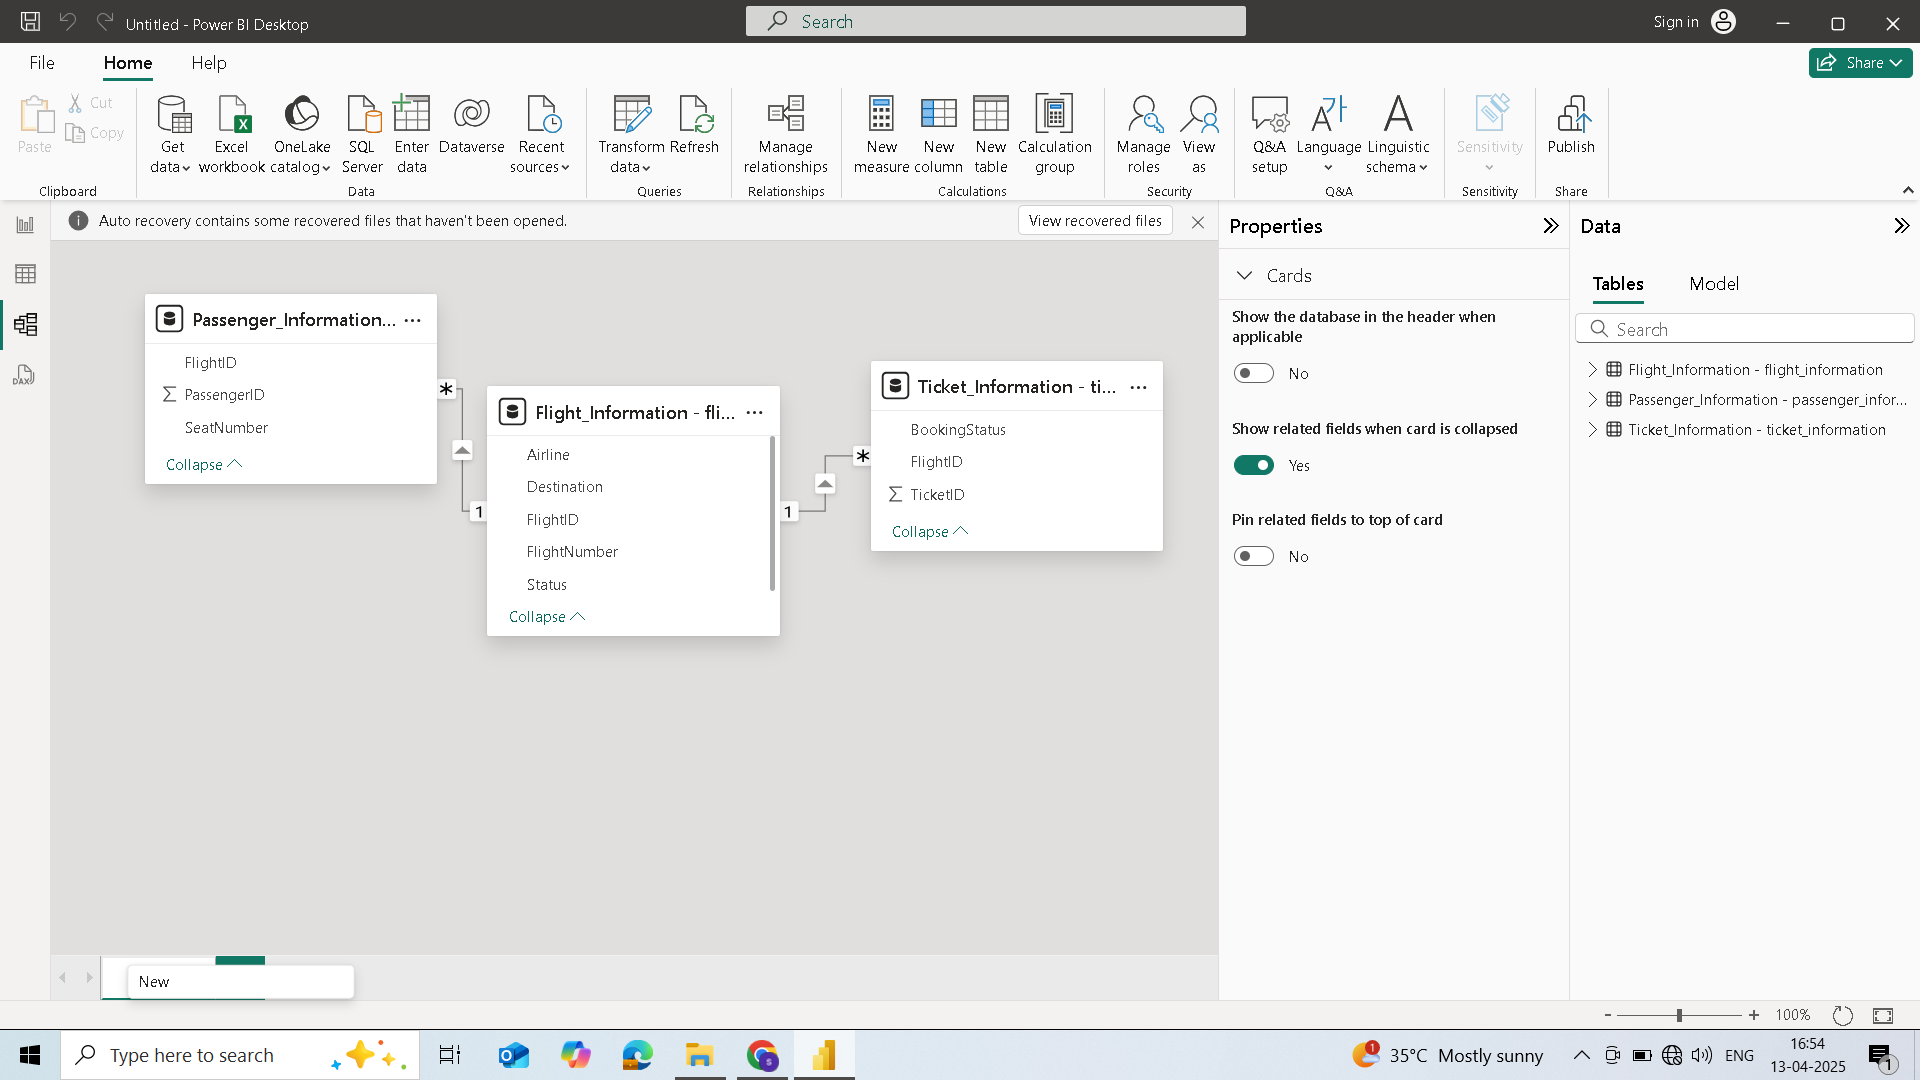 Untitled - Power BI Desktop
Search
Sign in
File
Home
Help
Share
Paste
Cut
Copy
Clipboard
Get data
Excel workbook
OneLake catalog
SQL Server
Enter data
Dataverse
Recent sources
Data
Transform data
Refresh
Queries
Manage relationships
Relationships
New measure
New column
New table
Calculation group
Calculations
Manage roles
View as
Security
Q&A setup
Language
Linguistic schema
Q&A
Sensitivity
Sensitivity
Publish
Share
Auto recovery contains some recovered files that haven't been opened.
View recovered files
Passenger_Information...
FlightID
Σ PassengerID
SeatNumber
Collapse
*
1
Flight_Information - fli...
Airline
Destination
FlightID
FlightNumber
Status
Collapse
1
*
Ticket_Information - ti...
BookingStatus
FlightID
Σ TicketID
Collapse
Properties
Cards
Show the database in the header when
applicable
No
Show related fields when card is collapsed
Yes
Pin related fields to top of card
No
Data
Tables
Model
Search
Flight_Information - flight_information
Passenger_Information - passenger_infor...
Ticket_Information - ticket_information
DAX
New
- + 100%
Type here to search
1
35°C Mostly sunny
ENG
16:54
13-04-2025
1